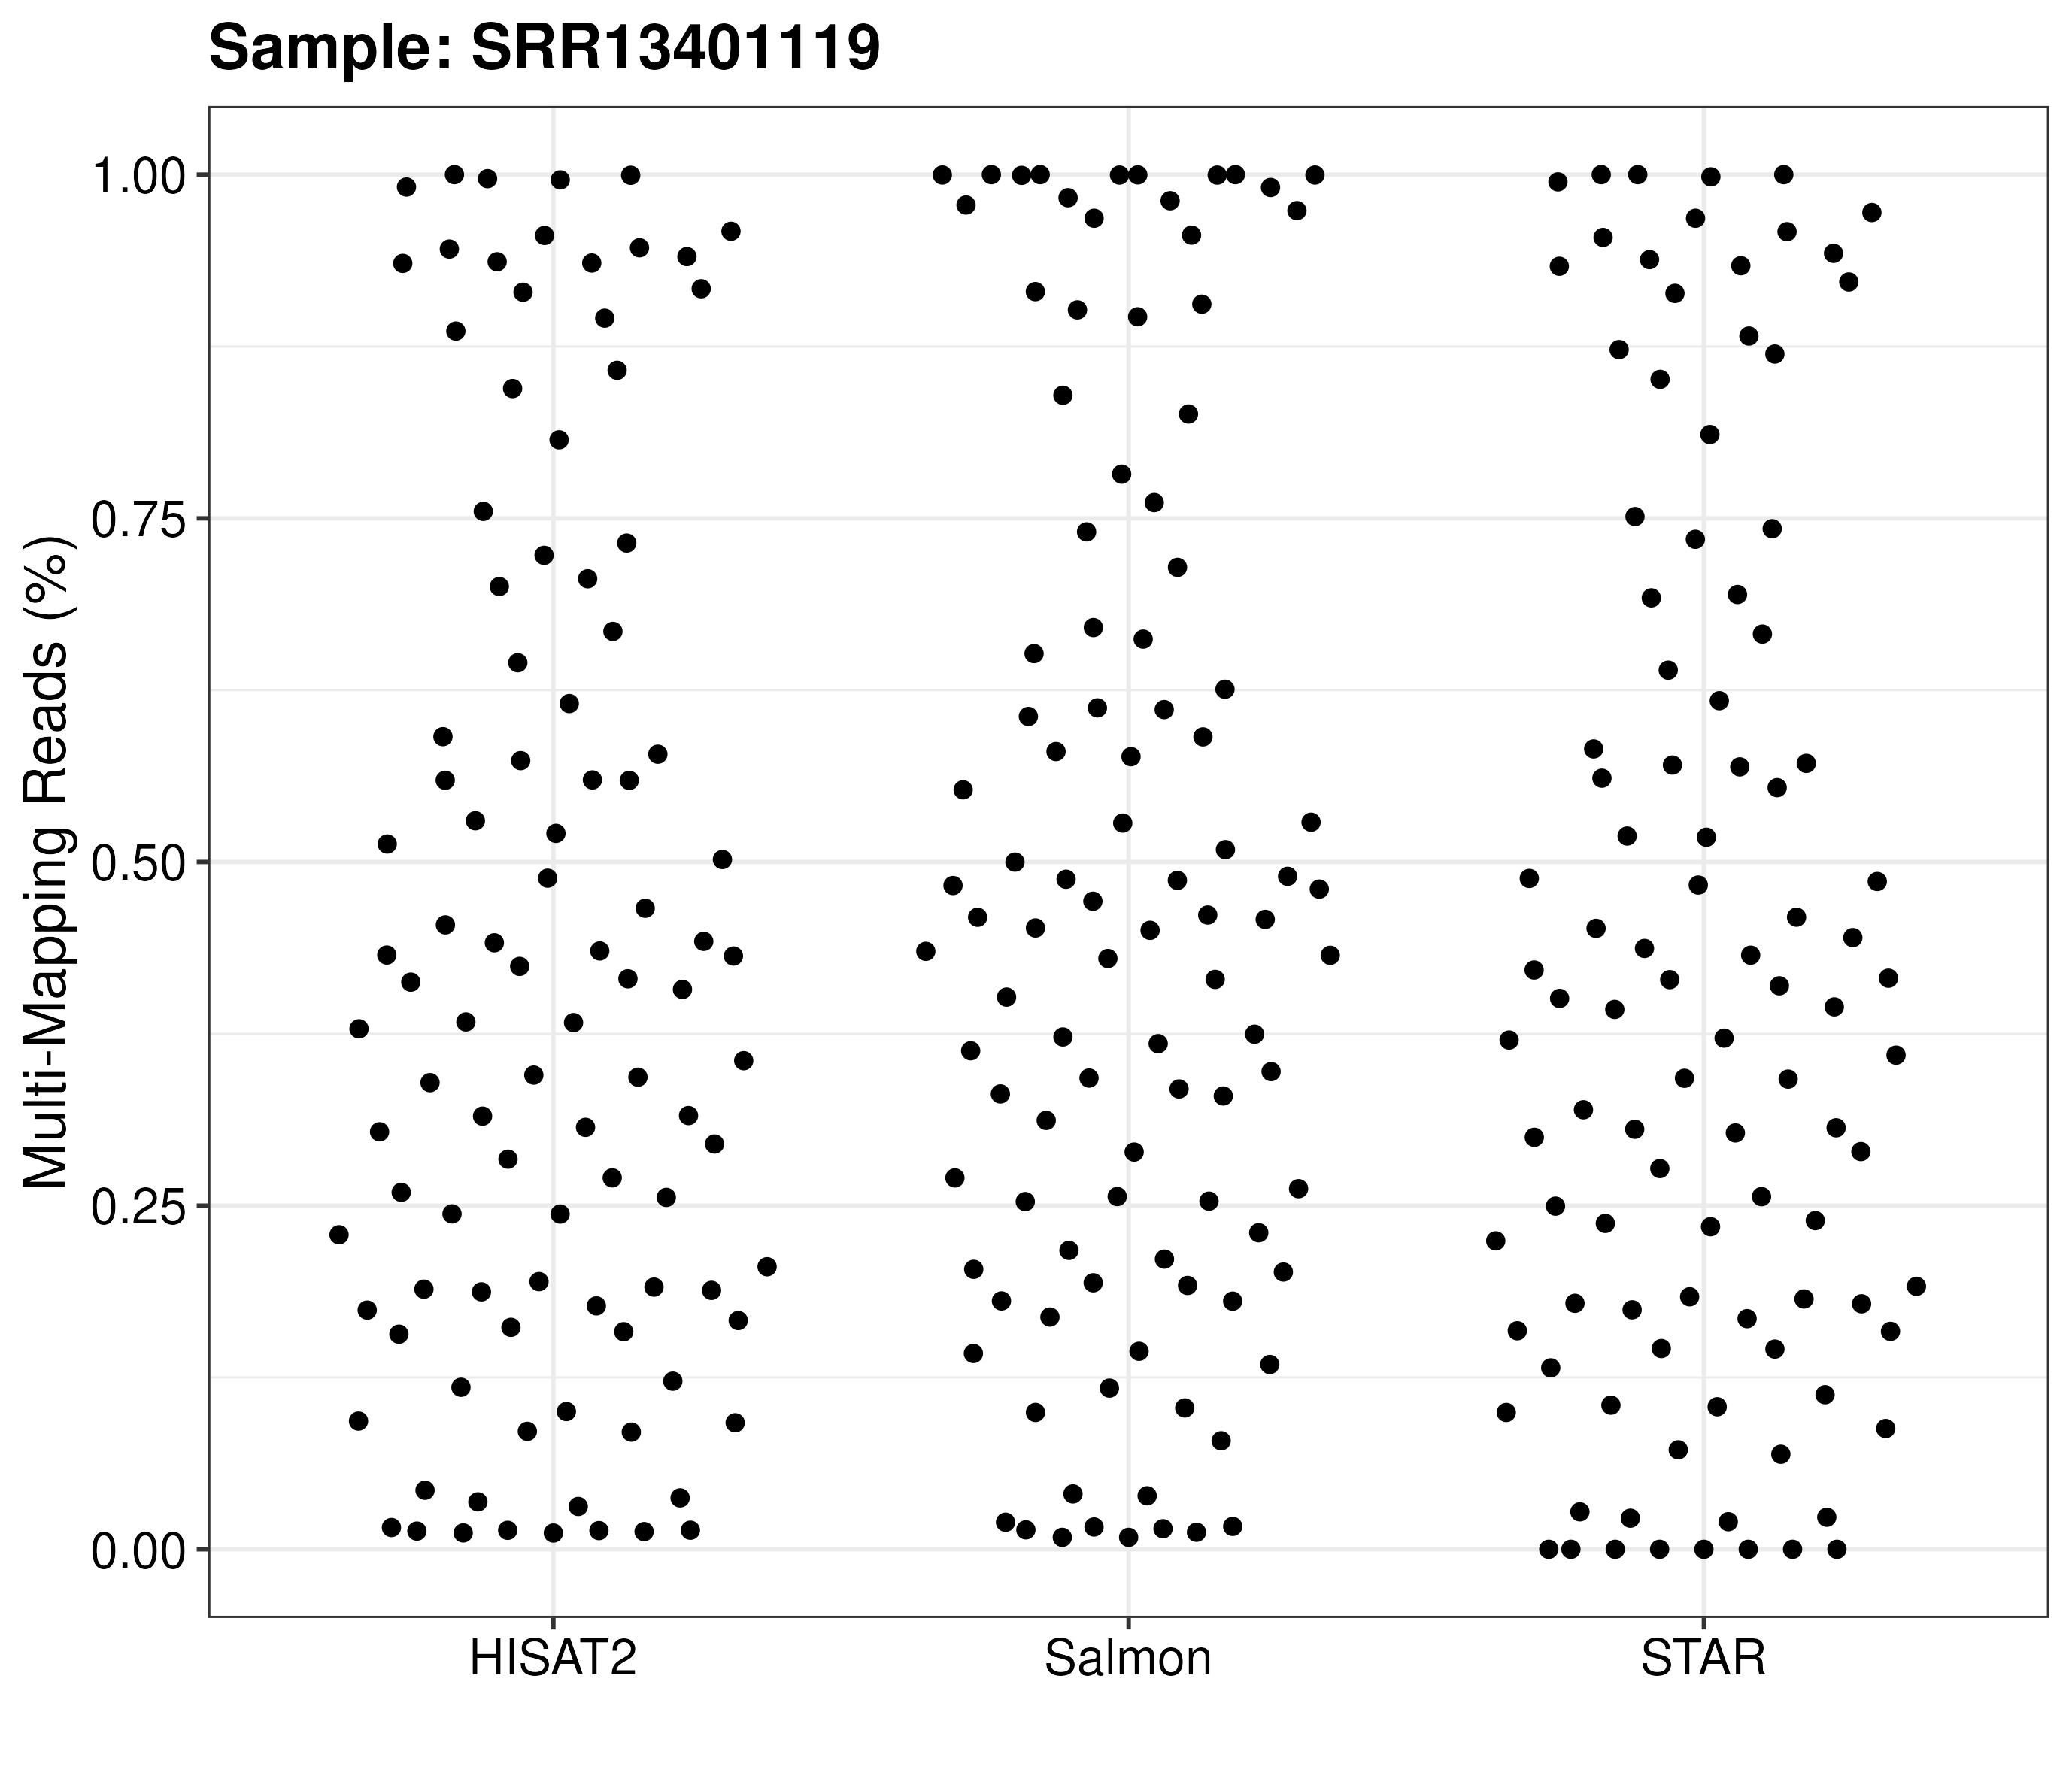 Sample: SRR13401119
Multi-Mapping Reads (%)
1.00
0.75
0.50
0.25
0.00
HISAT2
Salmon
STAR